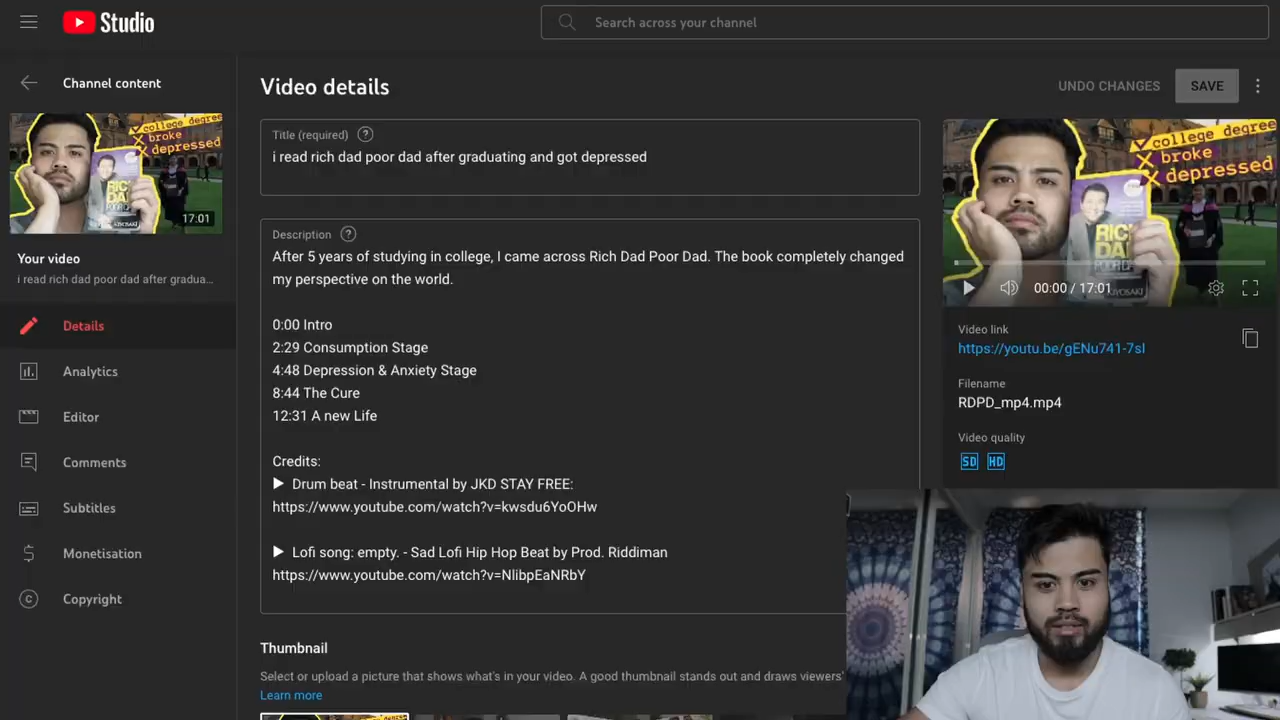 Studio
Search across your channel
Channel content
college degree
broke
depressed
17:01
Your video
i read rich dad poor dad after gradua...
Details
Analytics
Editor
Comments
Subtitles
Monetisation
Copyright
Video details
UNDO CHANGES
SAVE
Title (required)
i read rich dad poor dad after graduating and got depressed
Description
After 5 years of studying in college, I came across Rich Dad Poor Dad. The book completely changed
my perspective on the world.
0:00 Intro
2:29 Consumption Stage
4:48 Depression & Anxiety Stage
8:44 The Cure
12:31 A new Life
Credits:
► Drum beat - Instrumental by JKD STAY FREE:
https://www.youtube.com/watch?v=kwsdu6YoOHw
► Lofi song: empty. - Sad Lofi Hip Hop Beat by Prod. Riddiman
https://www.youtube.com/watch?v=NlibpEaNRbY
Thumbnail
Select or upload a picture that shows what's in your video. A good thumbnail stands out and draws viewers'
Learn more
college degree
broke
depressed
RIC
DA
POOR D
00:00 / 17:01
Video link
https://youtu.be/gENu741-7sI
Filename
RDPD_mp4.mp4
Video quality
SD HD